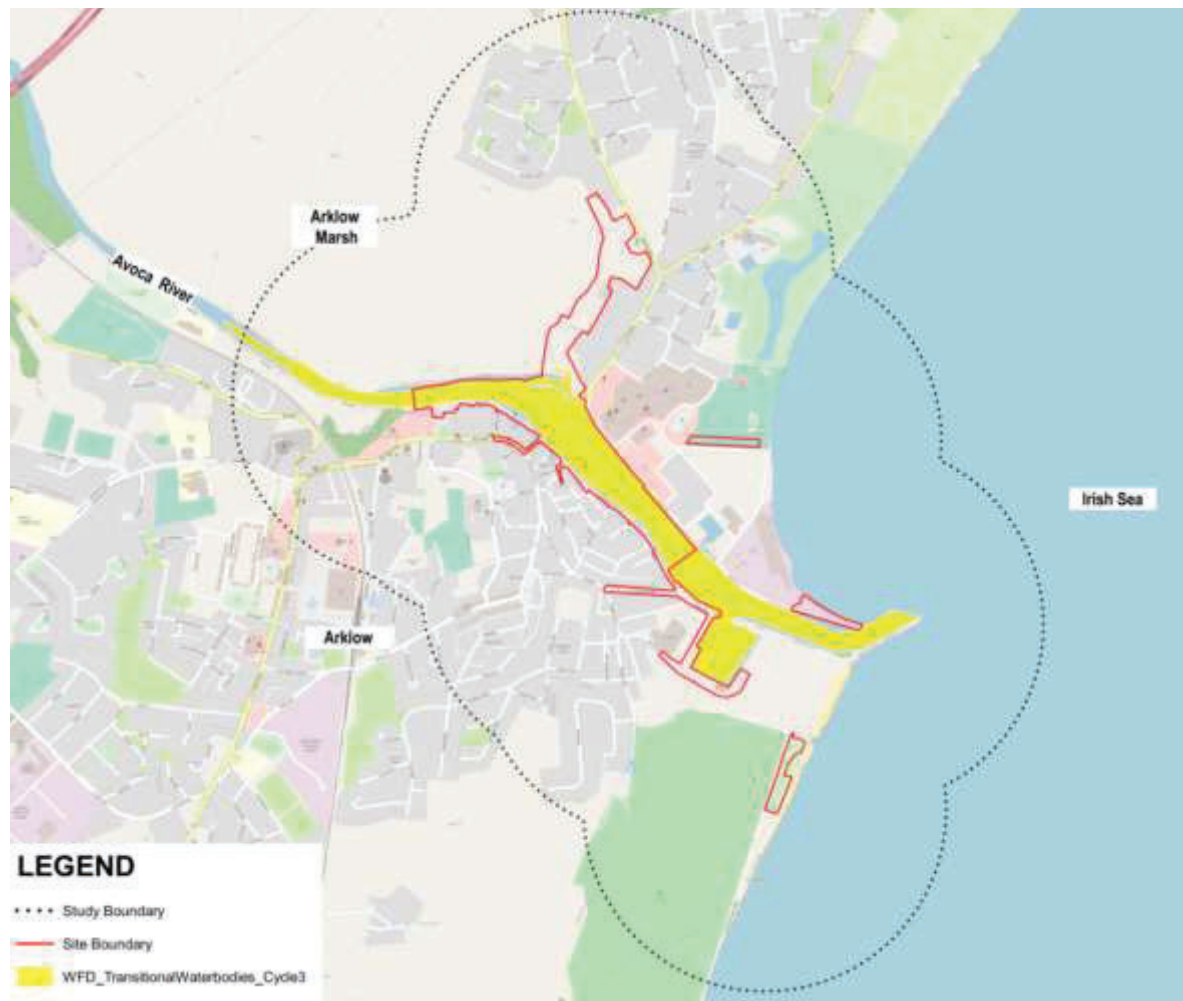 Arklow
Marsh
Avoca River
Irish Sea
Arklow
LEGEND
Study Boundary
Site Boundary
WFD_TransitionalWaterbodies_Cycle3